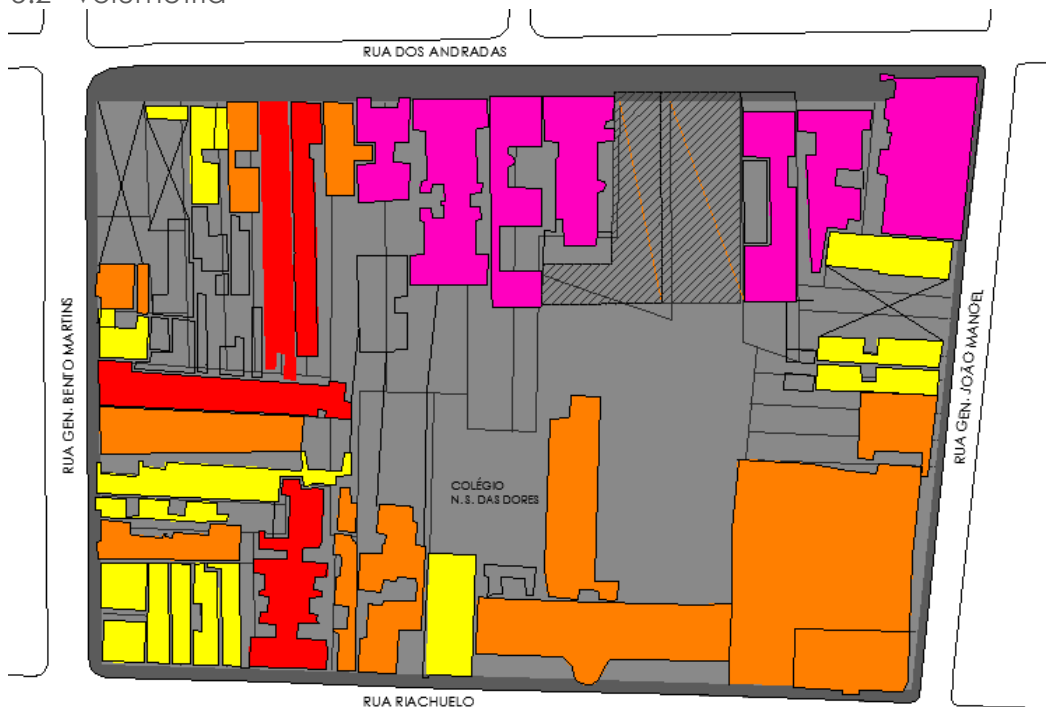 RUA DOS ANDRADAS
RUA GEN. BENTO MARTINS
RUA GEN. JOÃO MANOEL
COLÉGIO
N.S. DAS DORES
RUA RIACHUELO